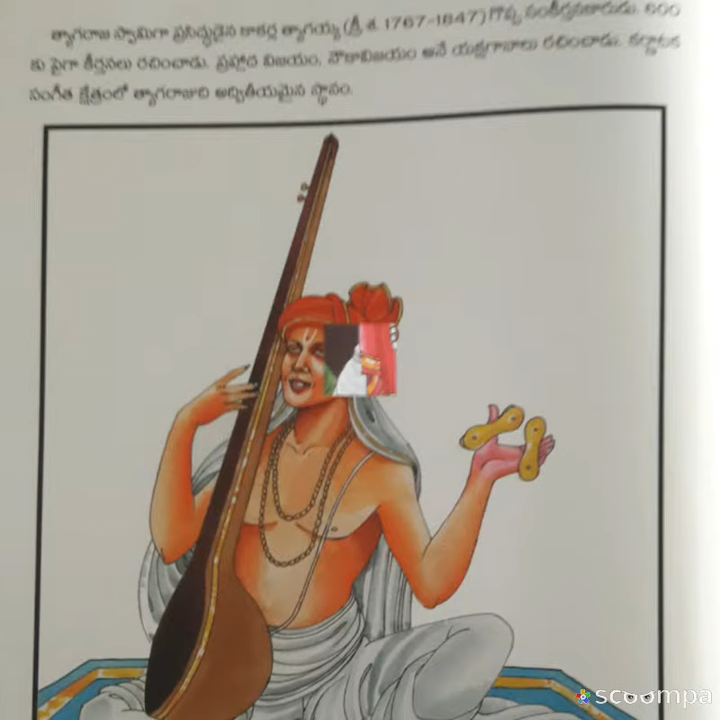 త్యాగరాజ స్వామిగా ప్రసిద్ధుడైన కాకర్ల త్యాగయ్య (క్రీ.శ. 1767-1847) గొప్ప సంకీర్తనకారుడు. 600
కు పైగా కీర్తనలు రచించాడు. ప్రహ్లాద విజయం, నౌకావిజయం అనే యక్షగానాలు రచించాడు. కర్ణాటక
సంగీత క్షేత్రంలో త్యాగరాజుది అద్వితీయమైన స్థానం.
scoompa